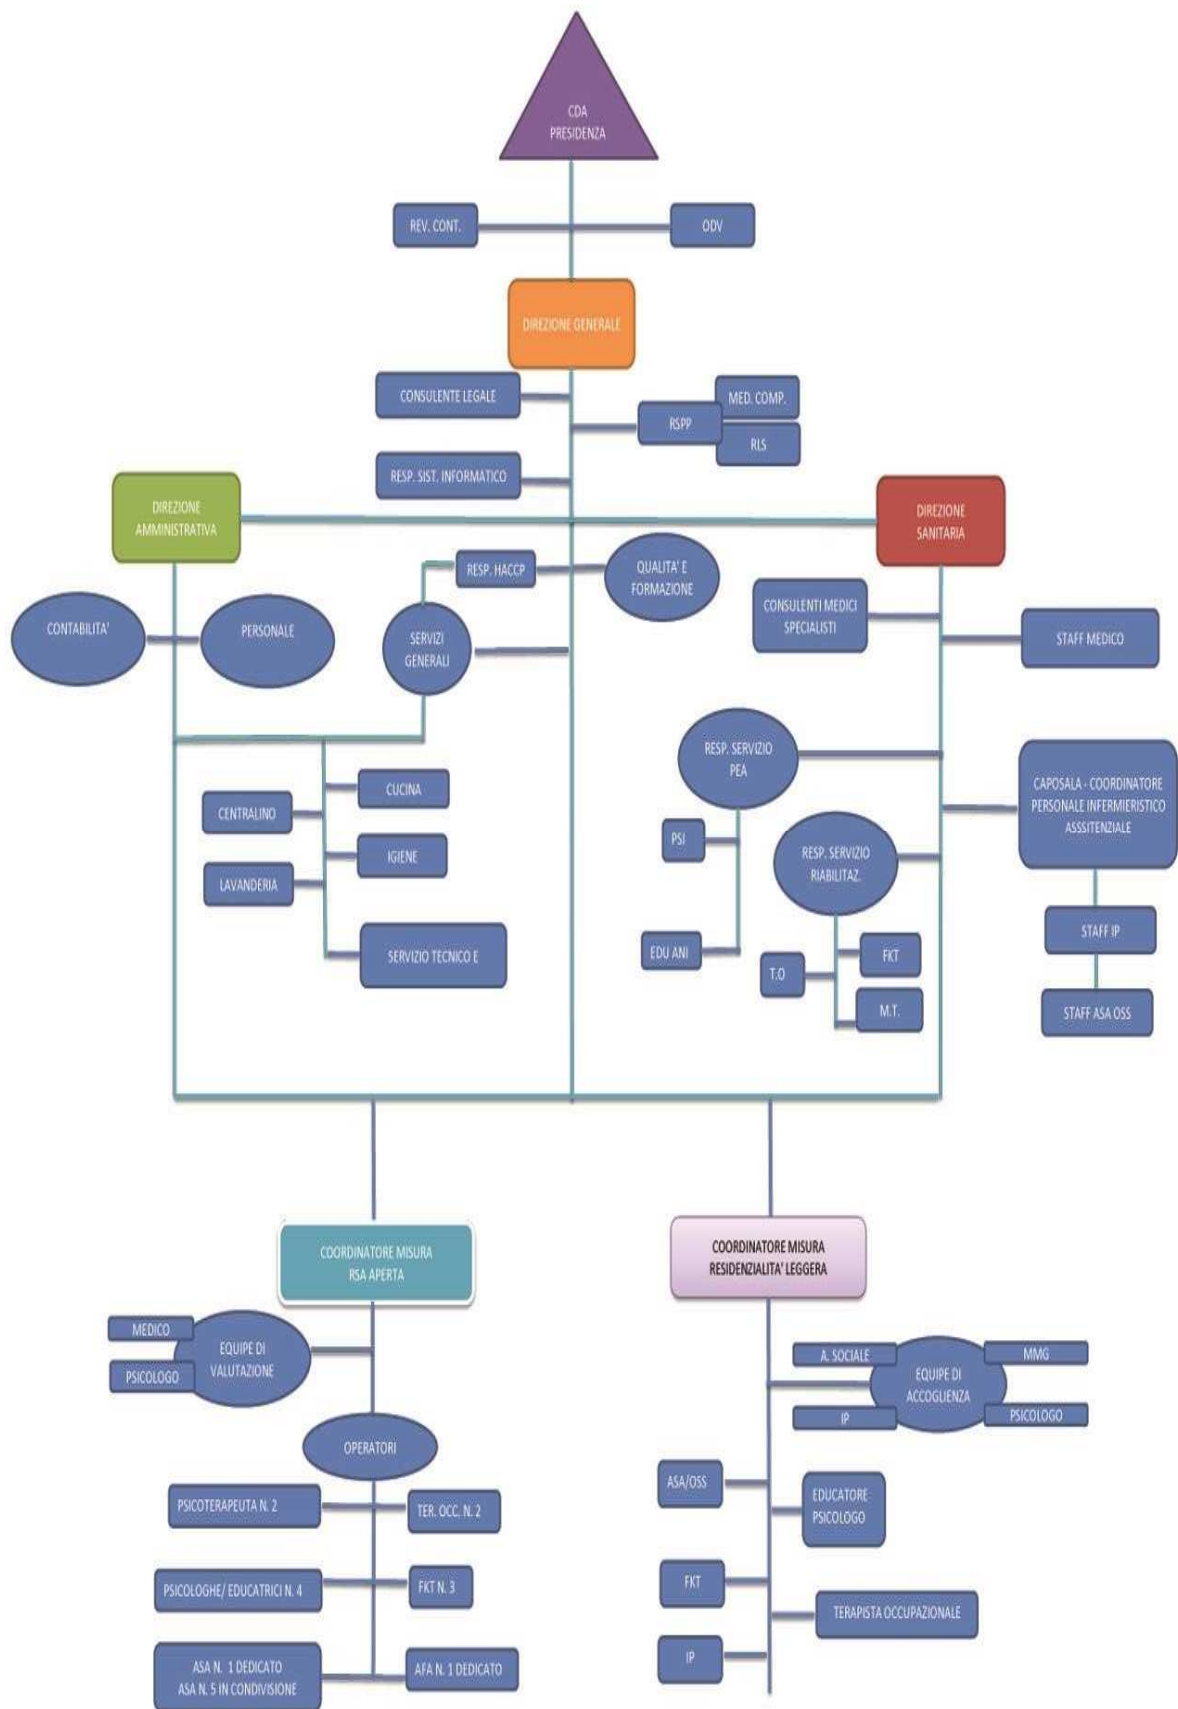 CDA
PRESIDENZA
REV. CONT.
ODV
DIREZIONE GENERALE
CONSULENTE LEGALE
MED. COMP.
RSPP
RLS
RESP. SIST. INFORMATICO
DIREZIONE
AMMINISTRATIVA
DIREZIONE
SANITARIA
RESP. HACCP
QUALITA' E
FORMAZIONE
CONTABILITA'
PERSONALE
SERVIZI
GENERALI
CONSULENTI MEDICI
SPECIALISTI
STAFF MEDICO
RESP. SERVIZIO
PEA
CAPOSALA - COORDINATORE
PERSONALE INFERMIERISTICO
ASSSITENZIALE
CUCINA
CENTRALINO
IGIENE
LAVANDERIA
SERVIZIO TECNICO E
PSI
EDU ANI
RESP. SERVIZIO
RIABILITAZ.
FKT
T.O
M.T.
STAFF IP
STAFF ASA OSS
COORDINATORE MISURA
RSA APERTA
COORDINATORE MISURA
RESIDENZIALITA' LEGGERA
MEDICO
EQUIPE DI
VALUTAZIONE
PSICOLOGO
OPERATORI
PSICOTERAPEUTA N. 2
TER. OCC. N. 2
PSICOLOGHE/ EDUCATRICI N. 4
FKT N. 3
ASA N.  1 DEDICATO
ASA N. 5 IN CONDIVISIONE
AFA N. 1 DEDICATO
A. SOCIALE
MMG
EQUIPE DI
ACCOGLIENZA
IP
PSICOLOGO
ASA/OSS
EDUCATORE
PSICOLOGO
FKT
TERAPISTA OCCUPAZIONALE
IP